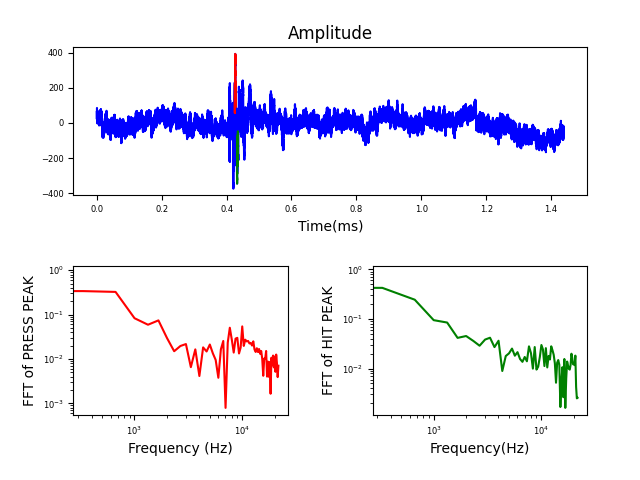 Amplitude
400
200
0
−200
−400
0.0 0.2 0.4 0.6 0.8 1.0 1.2 1.4
Time(ms)
FFT of PRESS PEAK
10⁰
10⁻¹
10⁻²
10⁻³
10³ 10⁴
Frequency (Hz)
FFT of HIT PEAK
10⁰
10⁻¹
10⁻²
10³ 10⁴
Frequency(Hz)